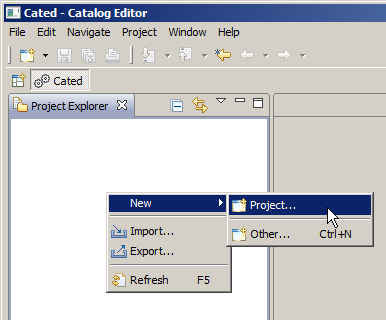 Cated - Catalog Editor
File Edit Navigate Project Window Help
Cated
Project Explorer
New
Project...
Import...
Other... Ctrl+N
Export...
Refresh F5